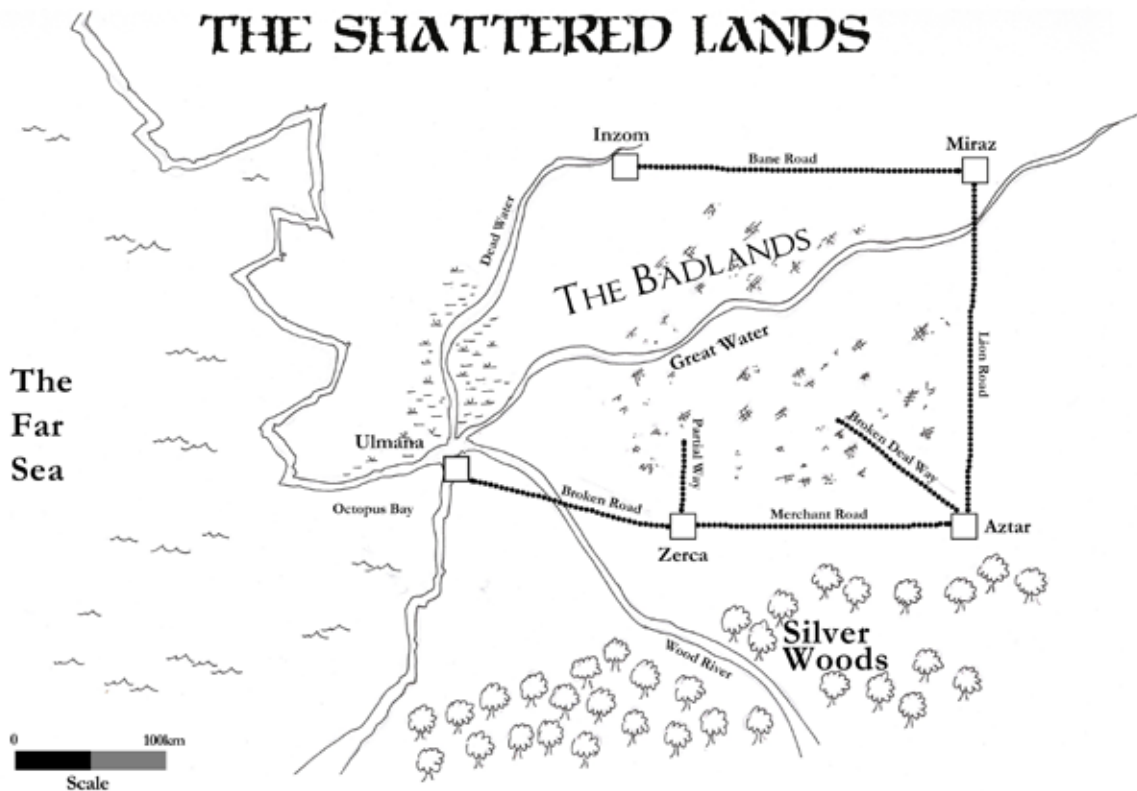 THE SHATTERED LANDS
Inzom
Miraz
Bane Road
Dead Water
THE BADLANDS
Great Water
Lion Road
The
Far
Sea
Ulmana
Partial Way
Broken Deal Way
Octopus Bay
Broken Road
Merchant Road
Aztar
Zerca
Silver
Woods
Wood River
0 100km
Scale